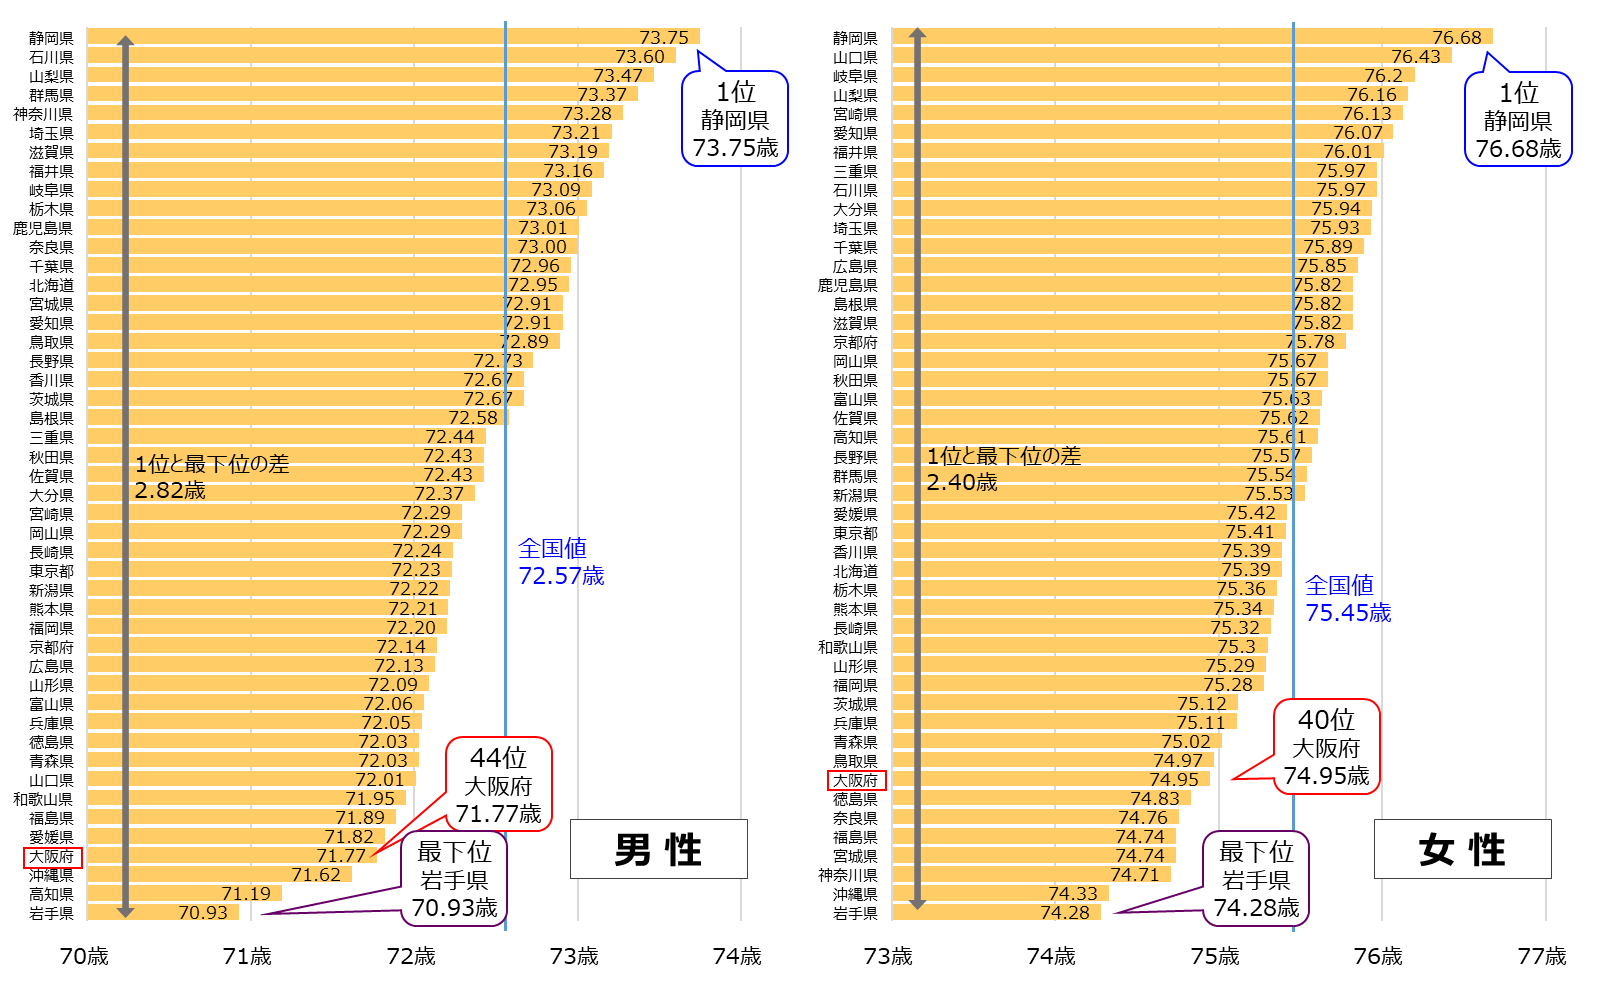 静岡県 73.75
石川県 73.60
山梨県 73.47
群馬県 73.37
神奈川県 73.28
埼玉県 73.21
滋賀県 73.19
福井県 73.16
岐阜県 73.09
栃木県 73.06
鹿児島県 73.01
奈良県 73.00
千葉県 72.96
北海道 72.95
宮城県 72.91
愛知県 72.91
鳥取県 72.89
長野県 72.73
香川県 72.67
茨城県 72.67
島根県 72.58
三重県 72.44
秋田県 72.43
佐賀県 72.43
大分県 72.37
宮崎県 72.29
岡山県 72.29
長崎県 72.24
東京都 72.23
新潟県 72.22
熊本県 72.21
福岡県 72.20
京都府 72.14
広島県 72.13
山形県 72.09
富山県 72.06
兵庫県 72.05
徳島県 72.03
青森県 72.03
山口県 72.01
和歌山県 71.95
福島県 71.89
愛媛県 71.82
大阪府 71.77
沖縄県 71.62
高知県 71.19
岩手県 70.93
1位
静岡県
73.75歳
1位と最下位の差
2.82歳
全国値
72.57歳
44位
大阪府
71.77歳
最下位
岩手県
70.93歳
男 性
70歳 71歳 72歳 73歳 74歳
静岡県 76.68
山口県 76.43
岐阜県 76.2
山梨県 76.16
宮崎県 76.13
愛知県 76.07
福井県 76.01
三重県 75.97
石川県 75.97
大分県 75.94
埼玉県 75.93
千葉県 75.89
広島県 75.85
鹿児島県 75.82
島根県 75.82
滋賀県 75.82
京都府 75.78
岡山県 75.67
秋田県 75.67
富山県 75.63
佐賀県 75.62
高知県 75.61
長野県 75.57
群馬県 75.54
新潟県 75.53
愛媛県 75.42
東京都 75.41
香川県 75.39
北海道 75.39
栃木県 75.36
熊本県 75.34
長崎県 75.32
和歌山県 75.3
山形県 75.29
福岡県 75.28
茨城県 75.12
兵庫県 75.11
青森県 75.02
鳥取県 74.97
大阪府 74.95
徳島県 74.83
奈良県 74.76
福島県 74.74
宮城県 74.74
神奈川県 74.71
沖縄県 74.33
岩手県 74.28
1位
静岡県
76.68歳
1位と最下位の差
2.40歳
全国値
75.45歳
40位
大阪府
74.95歳
最下位
岩手県
74.28歳
女 性
73歳 74歳 75歳 76歳 77歳